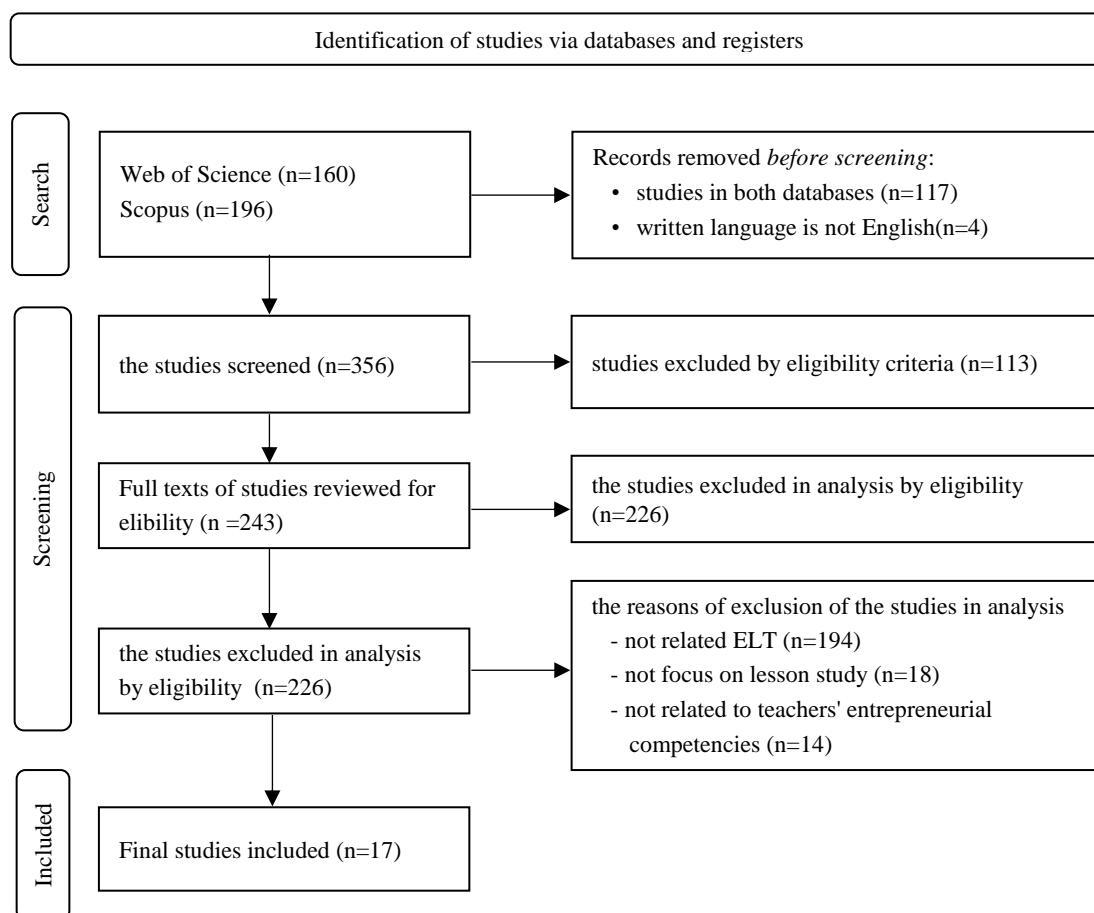 Identification of studies via databases and registers
Search
Web of Science (n=160)
Scopus (n=196)
Records removed before screening:
• studies in both databases (n=117)
• written language is not English(n=4)
Screening
the studies screened (n=356)
studies excluded by eligibility criteria (n=113)
Full texts of studies reviewed for
elibility (n =243)
the studies excluded in analysis by eligibility
(n=226)
the studies excluded in analysis
by eligibility (n=226)
the reasons of exclusion of the studies in analysis
- not related ELT (n=194)
- not focus on lesson study (n=18)
- not related to teachers' entrepreneurial
competencies (n=14)
Included
Final studies included (n=17)